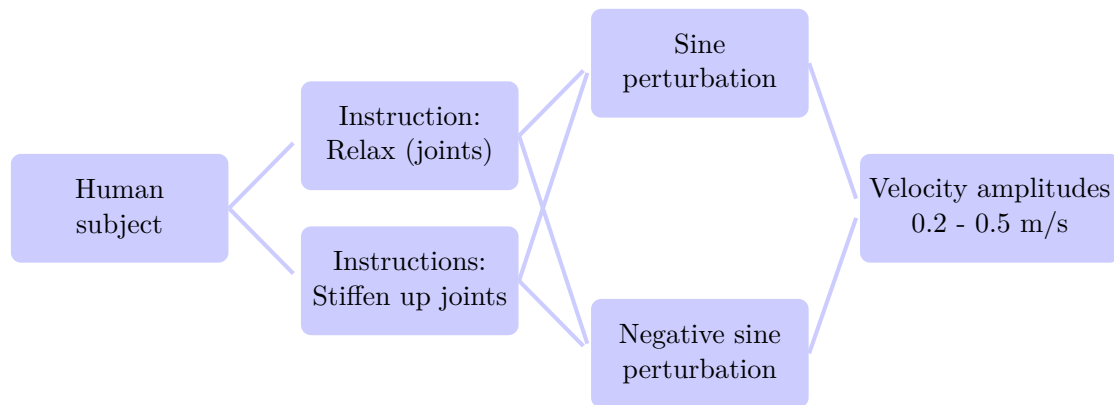 Human
subject
Instruction:
Relax (joints)
Instructions:
Stiffen up joints
Sine
perturbation
Negative sine
perturbation
Velocity amplitudes
0.2 - 0.5 m/s